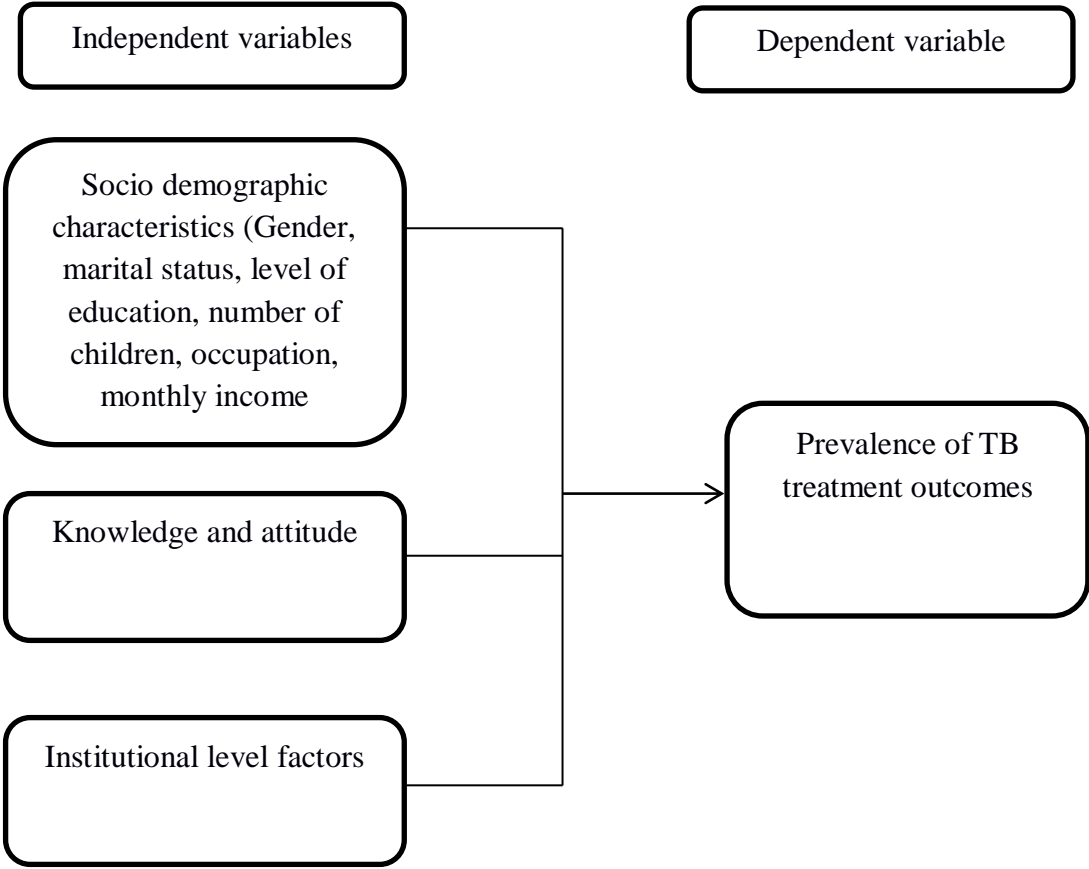 Independent variables
Dependent variable
Socio demographic
characteristics (Gender,
marital status, level of
education, number of
children, occupation,
monthly income
Knowledge and attitude
Institutional level factors
Prevalence of TB
treatment outcomes